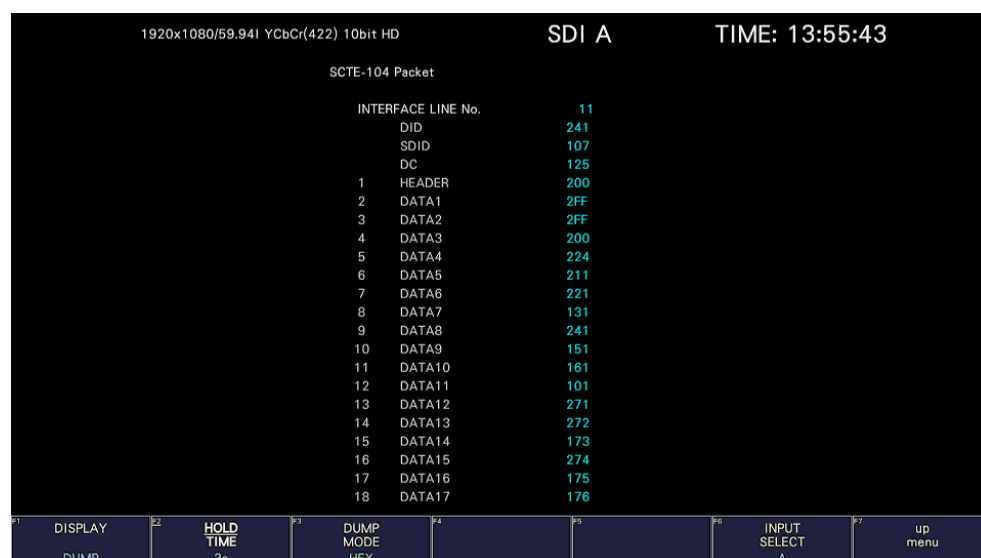 1920x1080/59.94I YCbCr(422) 10bit HD SDI A TIME: 13:55:43
SCTE-104 Packet
INTERFACE LINE No. 11
DID 241
SDID 107
DC 125
1 HEADER 200
2 DATA1 2FF
3 DATA2 2FF
4 DATA3 200
5 DATA4 224
6 DATA5 211
7 DATA6 221
8 DATA7 131
9 DATA8 241
10 DATA9 151
11 DATA10 161
12 DATA11 101
13 DATA12 271
14 DATA13 272
15 DATA14 173
16 DATA15 274
17 DATA16 175
18 DATA17 176
F1 DISPLAY F2 HOLD F3 DUMP F4 F5 F6 INPUT F7 up
TIME MODE SELECT menu
DUMP HEX A